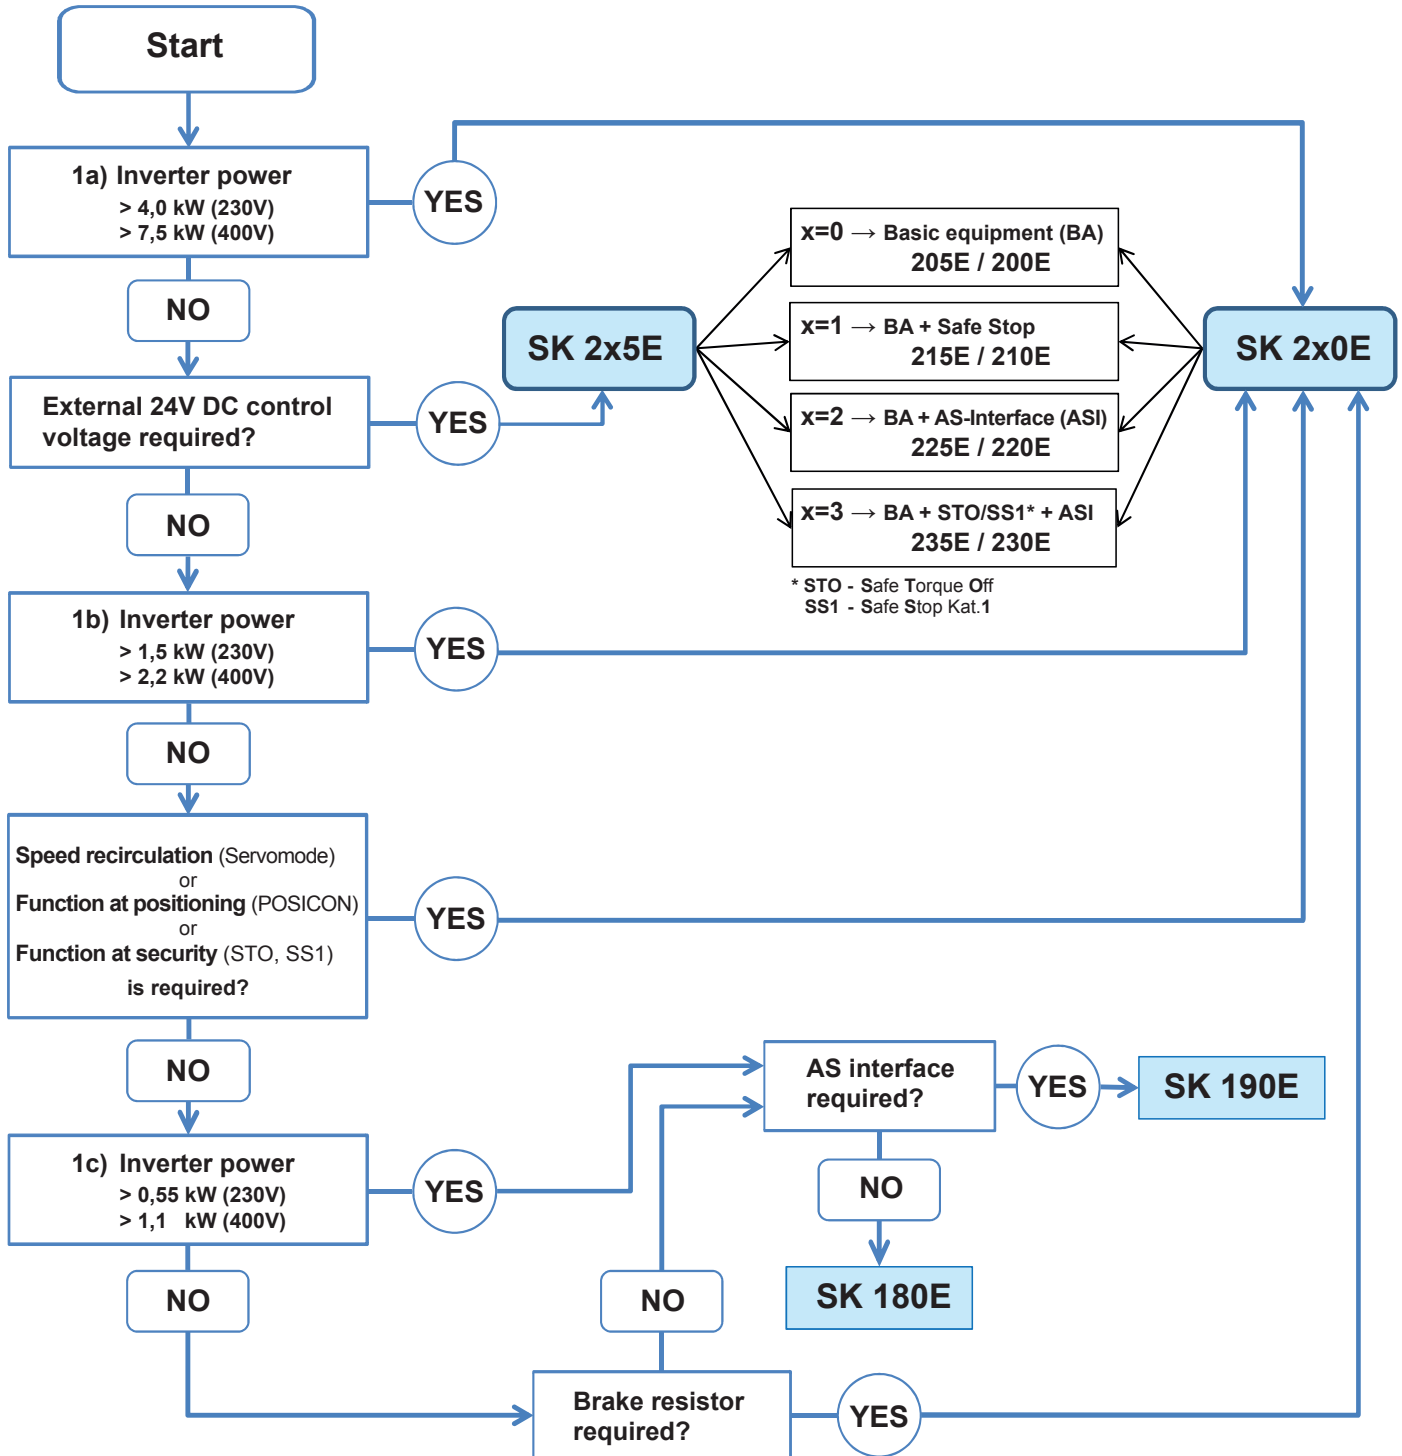 Start
1a) Inverter power
> 4,0 kW (230V)
> 7,5 kW (400V)
YES
NO
External 24V DC control
voltage required?
YES
NO
1b) Inverter power
> 1,5 kW (230V)
> 2,2 kW (400V)
YES
NO
Speed recirculation (Servomode)
or
Function at positioning (POSICON)
or
Function at security (STO, SS1)
is required?
YES
NO
1c) Inverter power
> 0,55 kW (230V)
> 1,1 kW (400V)
YES
NO
Brake resistor
required?
YES
NO
AS interface
required?
YES
SK 190E
NO
SK 180E
SK 2x5E
x=0 → Basic equipment (BA)
205E / 200E
x=1 → BA + Safe Stop
215E / 210E
x=2 → BA + AS-Interface (ASI)
225E / 220E
x=3 → BA + STO/SS1* + ASI
235E / 230E
* STO - Safe Torque Off
SS1 - Safe Stop Kat.1
SK 2x0E